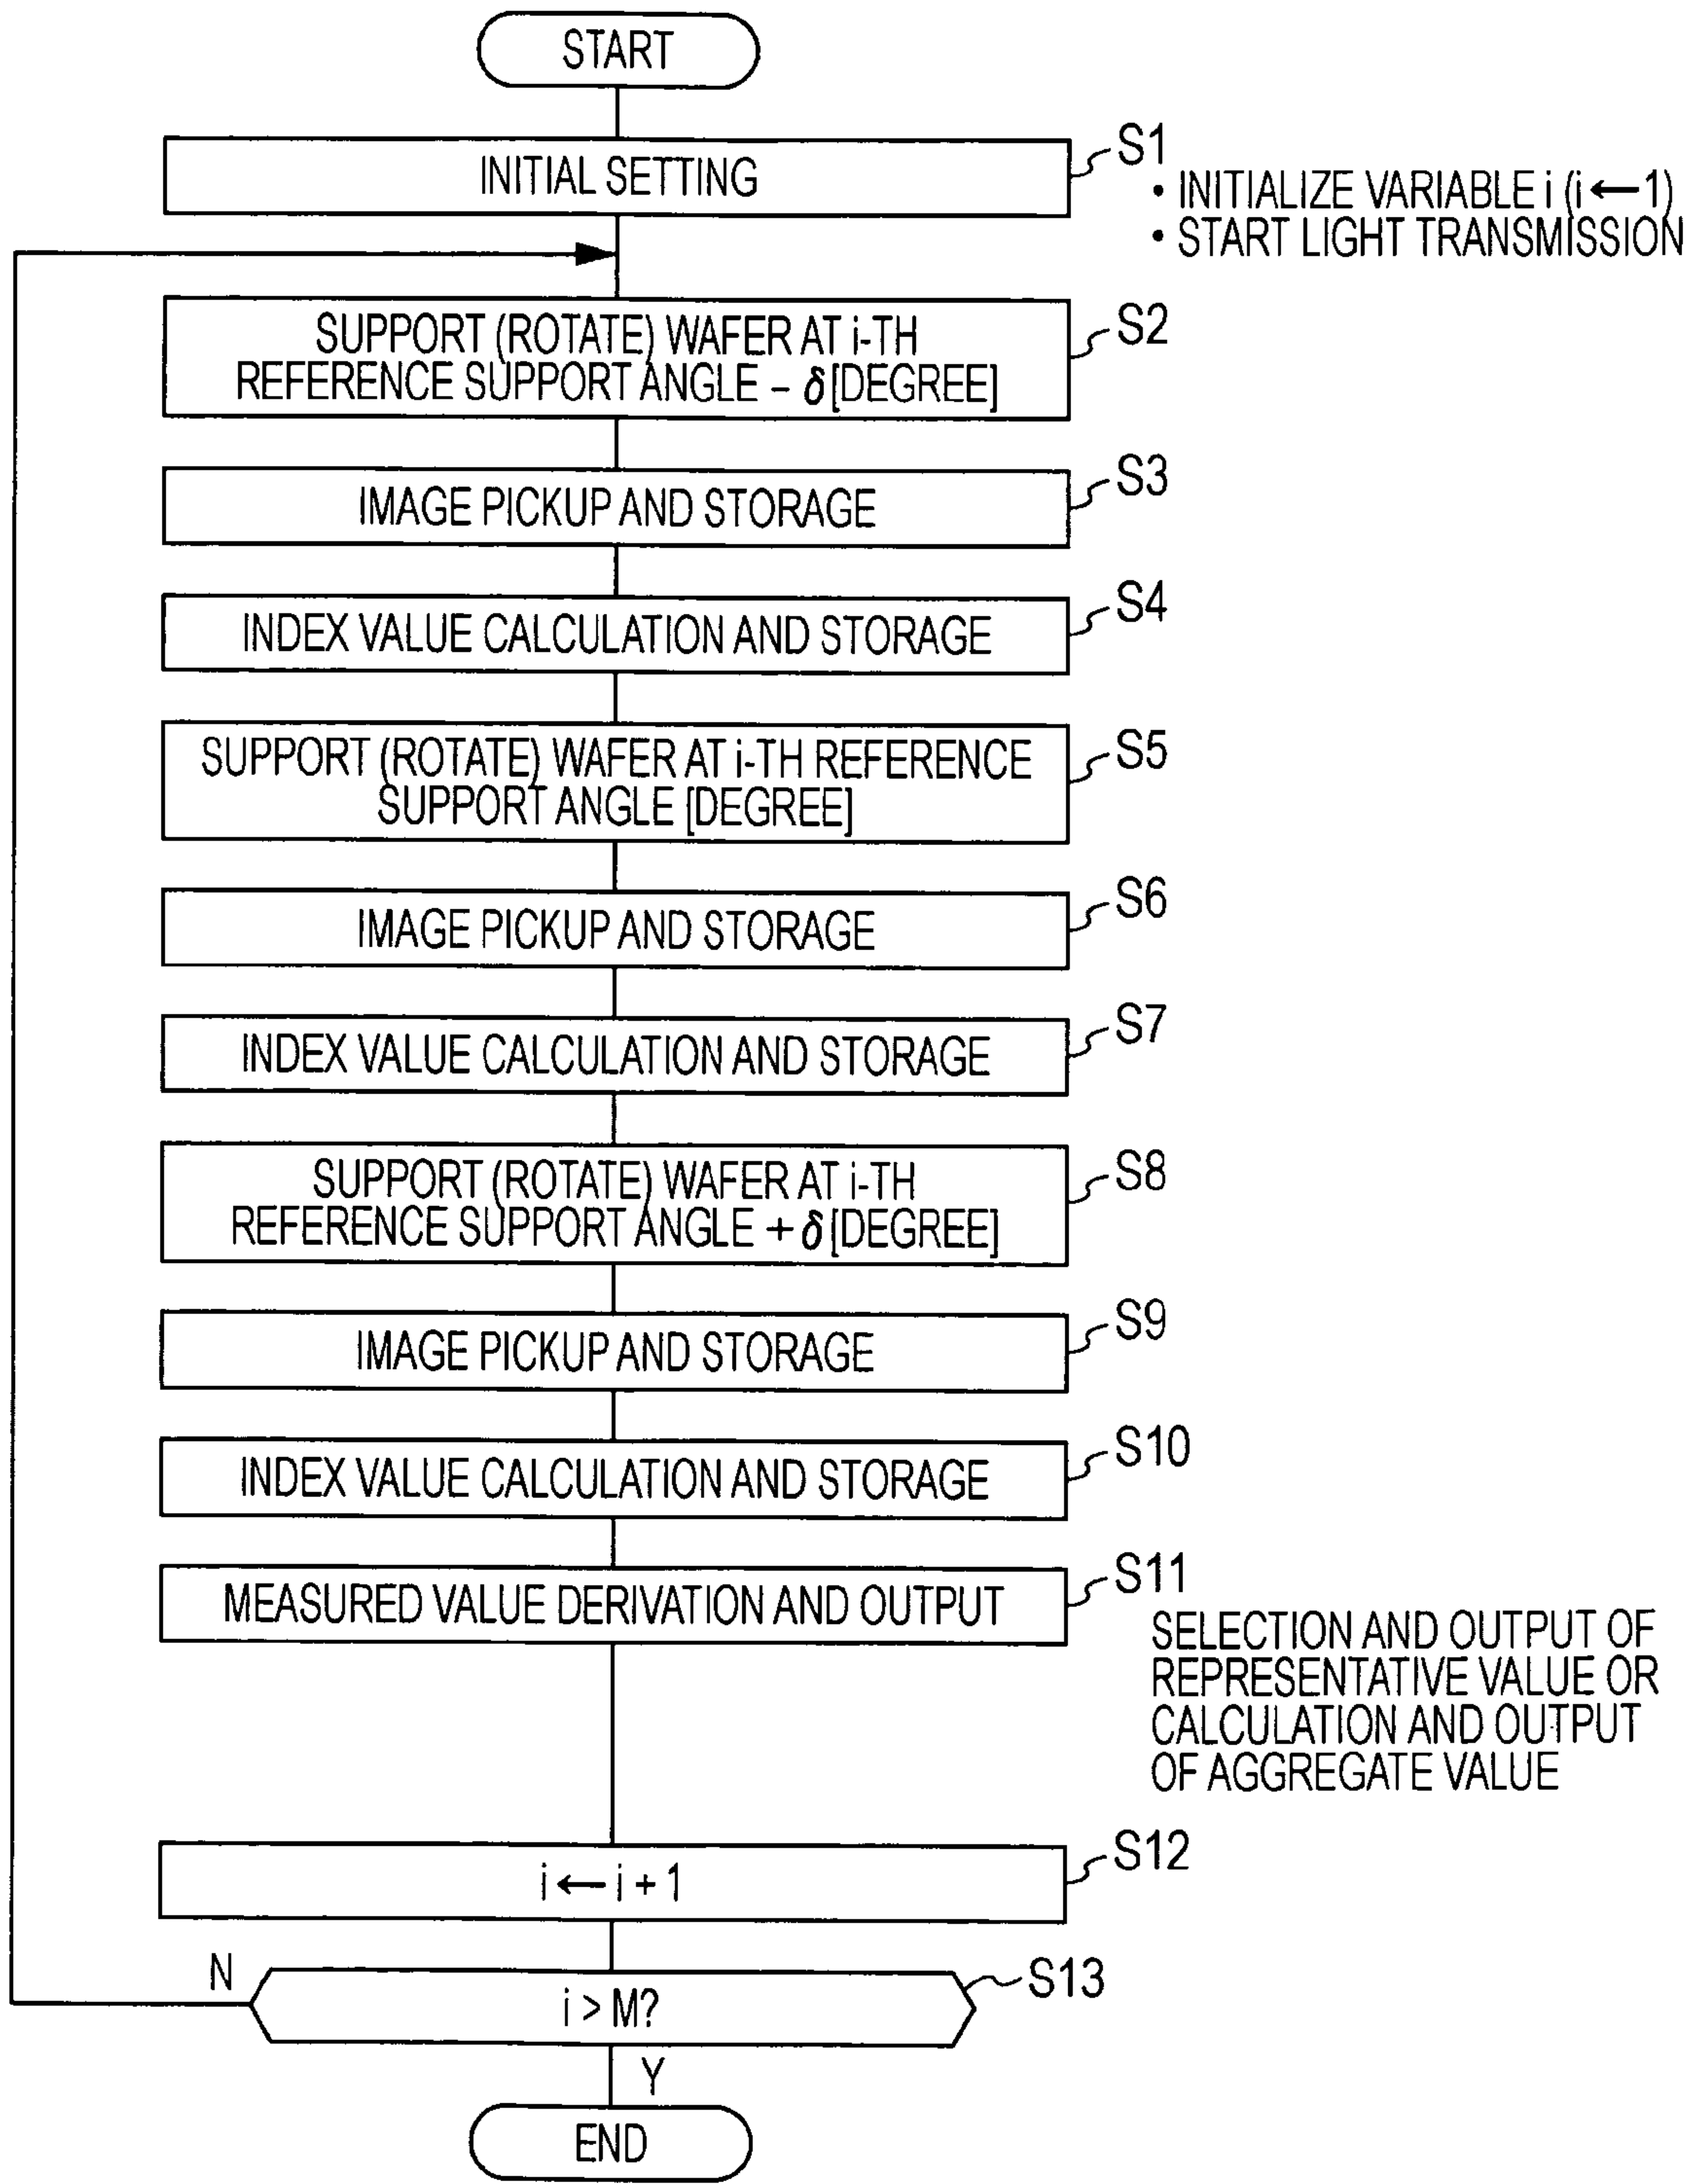 START
INITIAL SETTING
S1
• INITIALIZE VARIABLE i (i ← 1)
• START LIGHT TRANSMISSION
SUPPORT (ROTATE) WAFER AT i-TH
REFERENCE SUPPORT ANGLE – δ [DEGREE]
S2
IMAGE PICKUP AND STORAGE
S3
INDEX VALUE CALCULATION AND STORAGE
S4
SUPPORT (ROTATE) WAFER AT i-TH REFERENCE
SUPPORT ANGLE [DEGREE]
S5
IMAGE PICKUP AND STORAGE
S6
INDEX VALUE CALCULATION AND STORAGE
S7
SUPPORT (ROTATE) WAFER AT i-TH
REFERENCE SUPPORT ANGLE + δ [DEGREE]
S8
IMAGE PICKUP AND STORAGE
S9
INDEX VALUE CALCULATION AND STORAGE
S10
MEASURED VALUE DERIVATION AND OUTPUT
S11
SELECTION AND OUTPUT OF
REPRESENTATIVE VALUE OR
CALCULATION AND OUTPUT
OF AGGREGATE VALUE
i ← i + 1
S12
N
i > M?
S13
Y
END